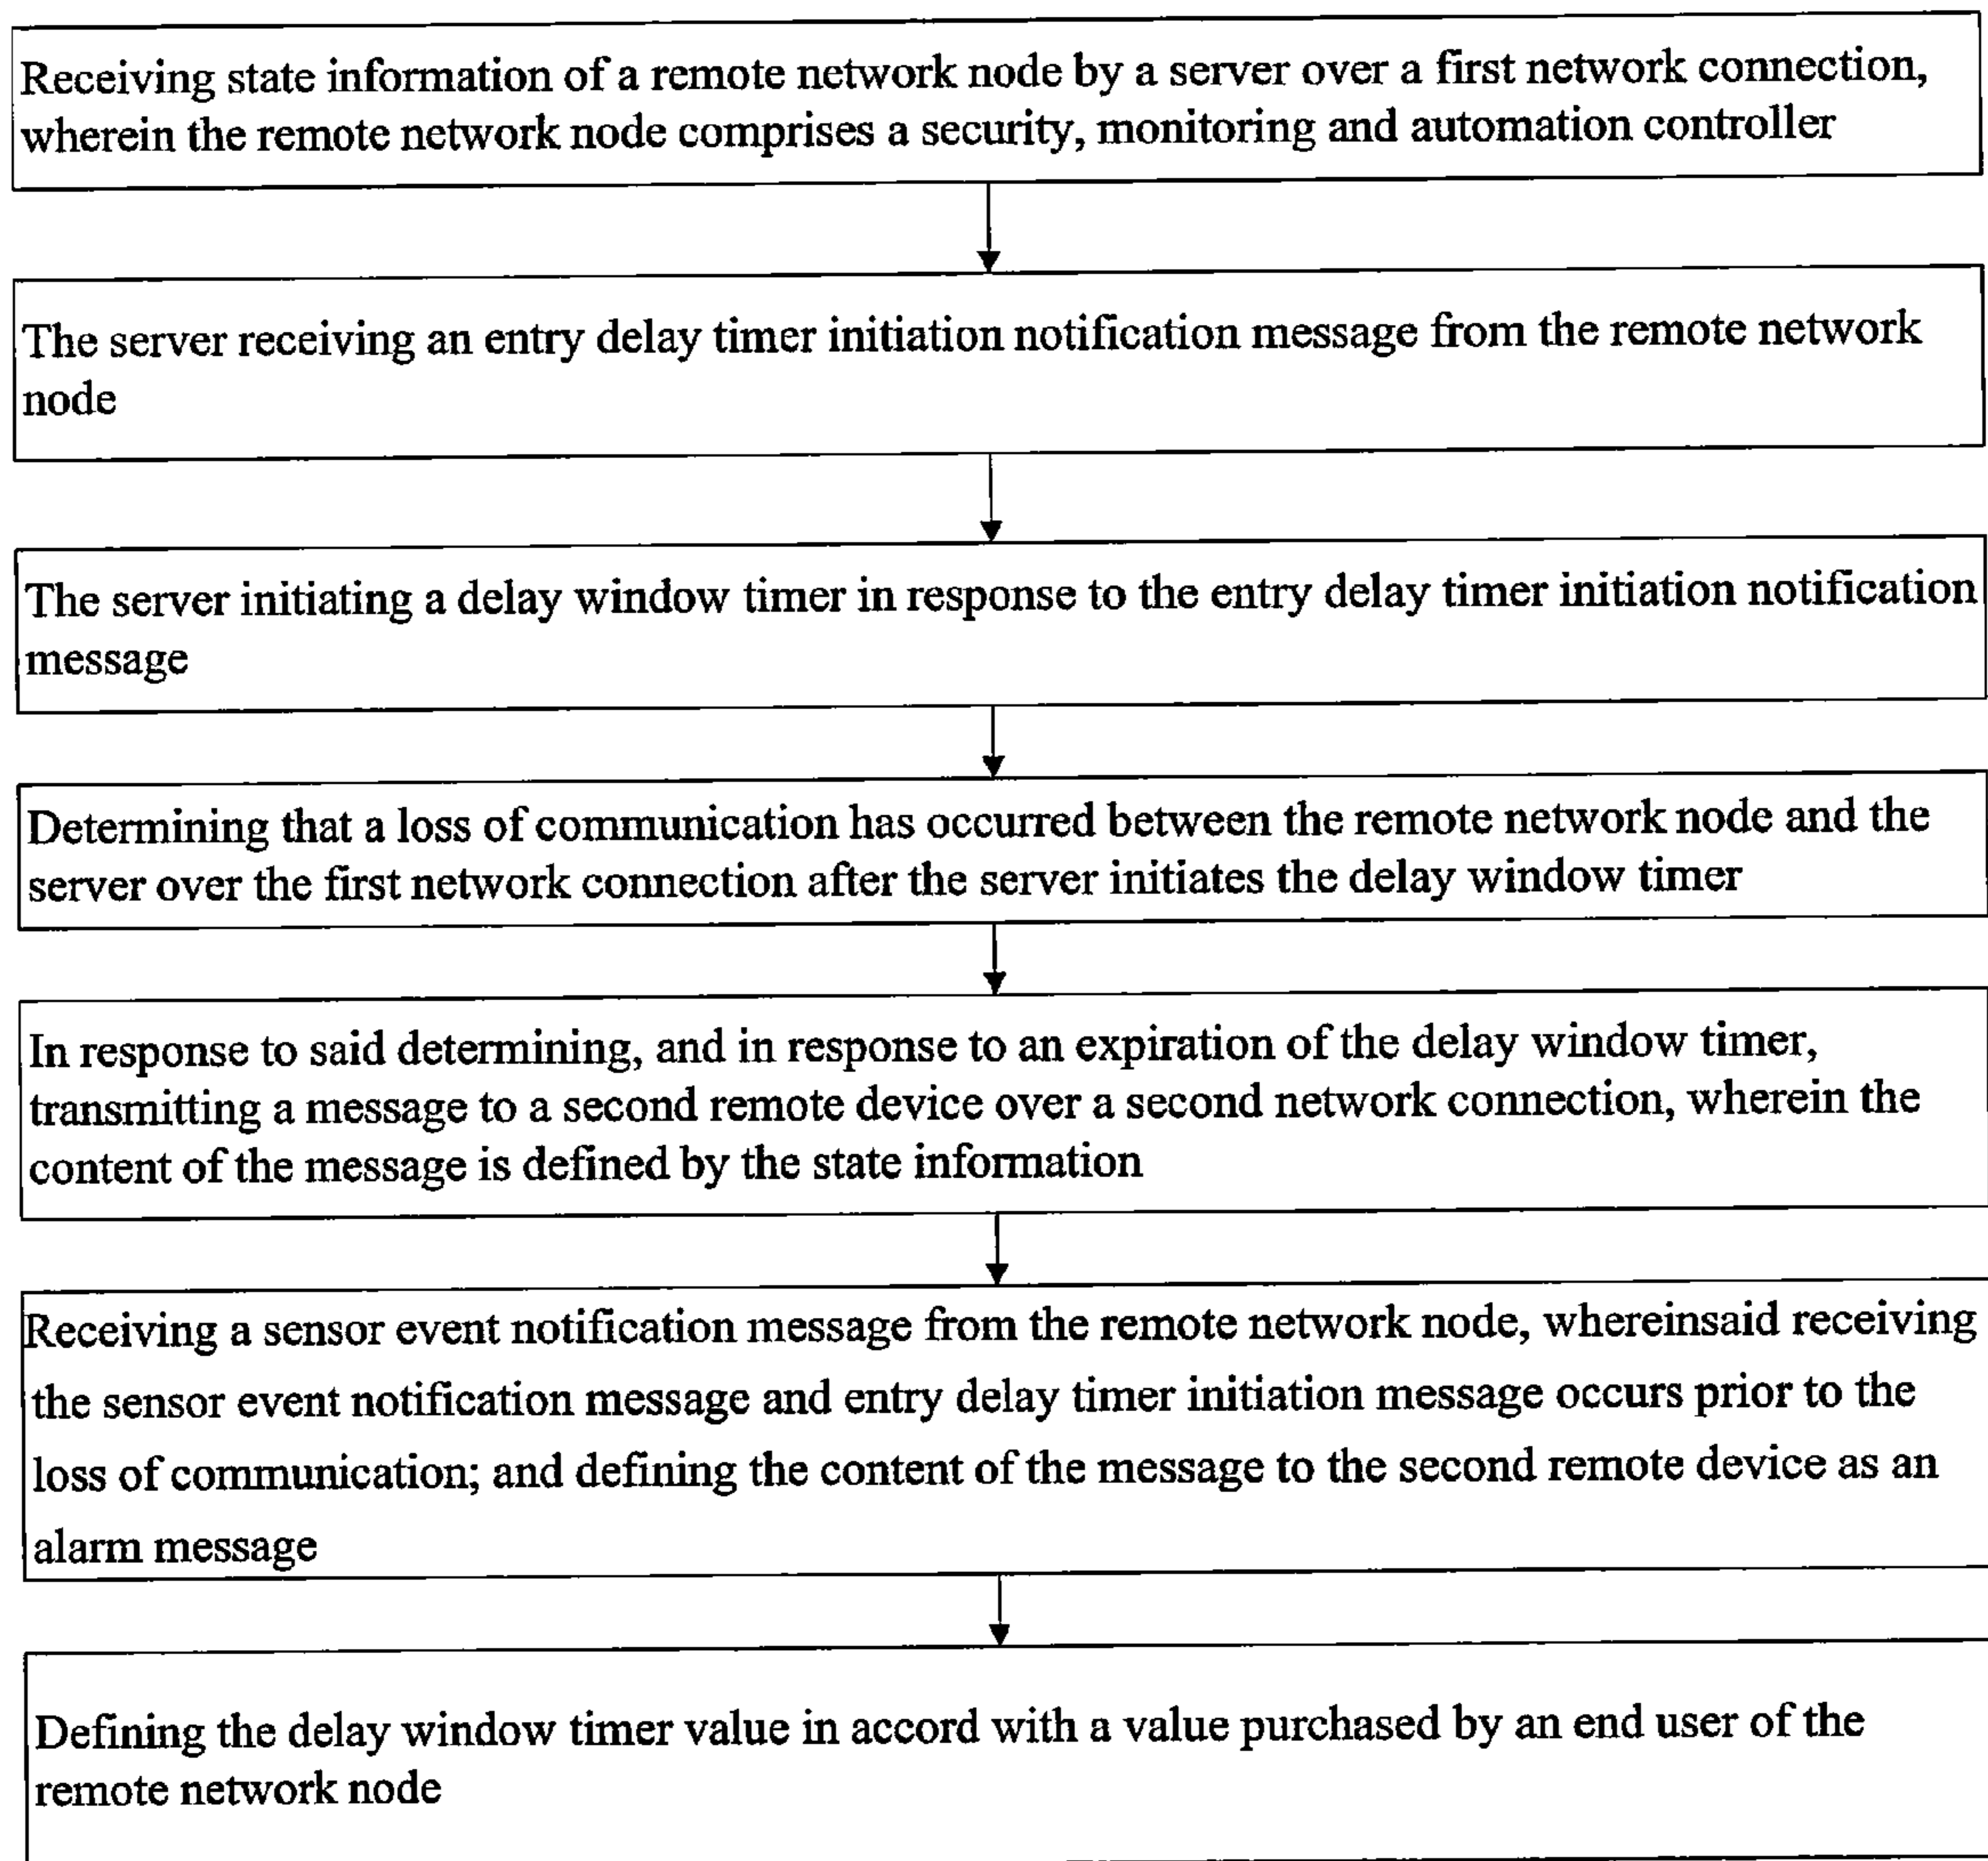 Receiving state information of a remote network node by a server over a first network connection,
wherein the remote network node comprises a security, monitoring and automation controller
The server receiving an entry delay timer initiation notification message from the remote network
node
The server initiating a delay window timer in response to the entry delay timer initiation notification
message
Determining that a loss of communication has occurred between the remote network node and the
server over the first network connection after the server initiates the delay window timer
In response to said determining, and in response to an expiration of the delay window timer,
transmitting a message to a second remote device over a second network connection, wherein the
content of the message is defined by the state information
Receiving a sensor event notification message from the remote network node, whereinsaid receiving
the sensor event notification message and entry delay timer initiation message occurs prior to the
loss of communication; and defining the content of the message to the second remote device as an
alarm message
Defining the delay window timer value in accord with a value purchased by an end user of the
remote network node